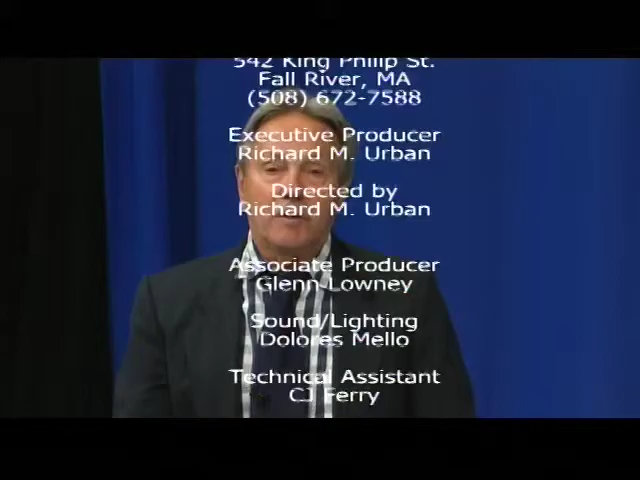 542 King Philip St.
Fall River, MA
(508) 672-7588
Executive Producer
Richard M. Urban
Directed by
Richard M. Urban
Associate Producer
Glenn Lowney
Sound/Lighting
Dolores Mello
Technical Assistant
CJ Ferry